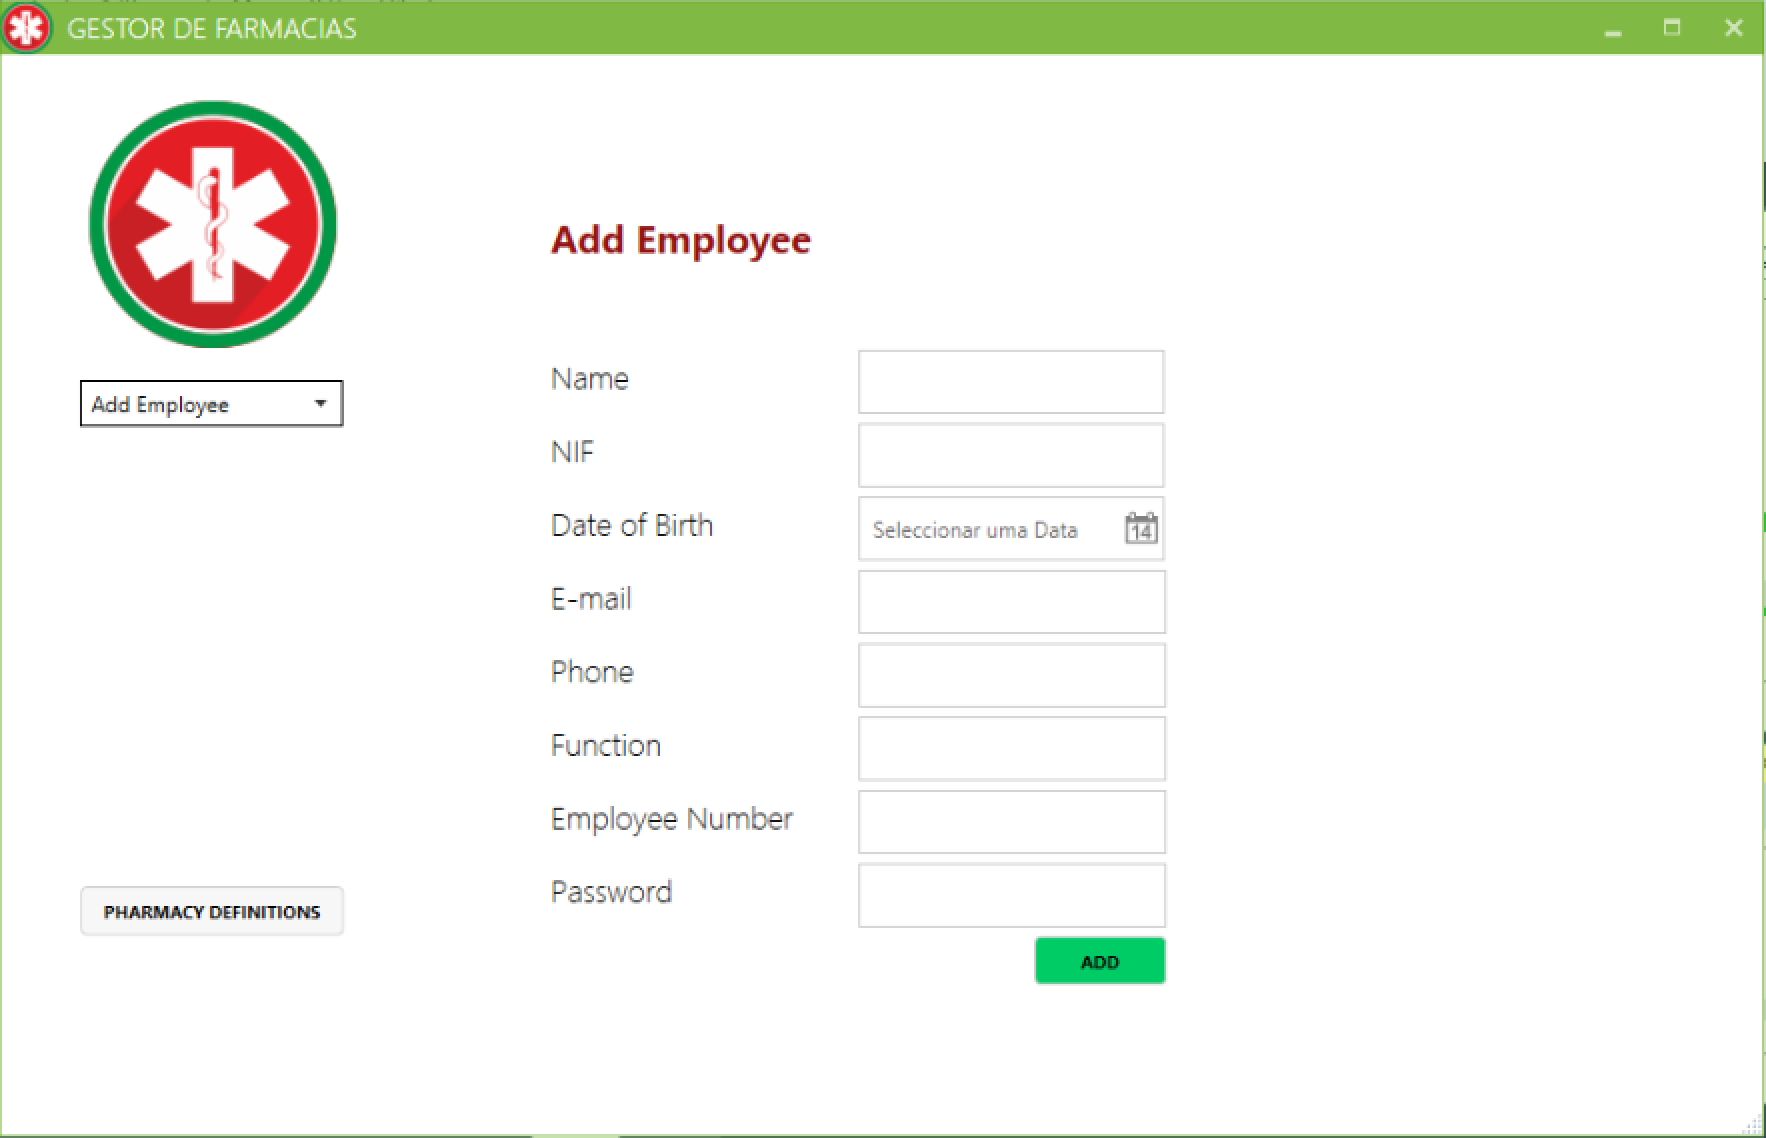 GESTOR DE FARMACIAS
Add Employee
Add Employee
Name
NIF
Date of Birth
Seleccionar uma Data
14
E-mail
Phone
Function
Employee Number
Password
PHARMACY DEFINITIONS
ADD